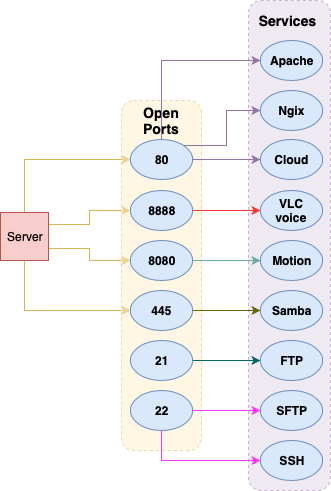 Services
Apache
Open
Ports
Ngix
80
Cloud
8888
VLC
voice
Server
8080
Motion
445
Samba
21
FTP
22
SFTP
SSH